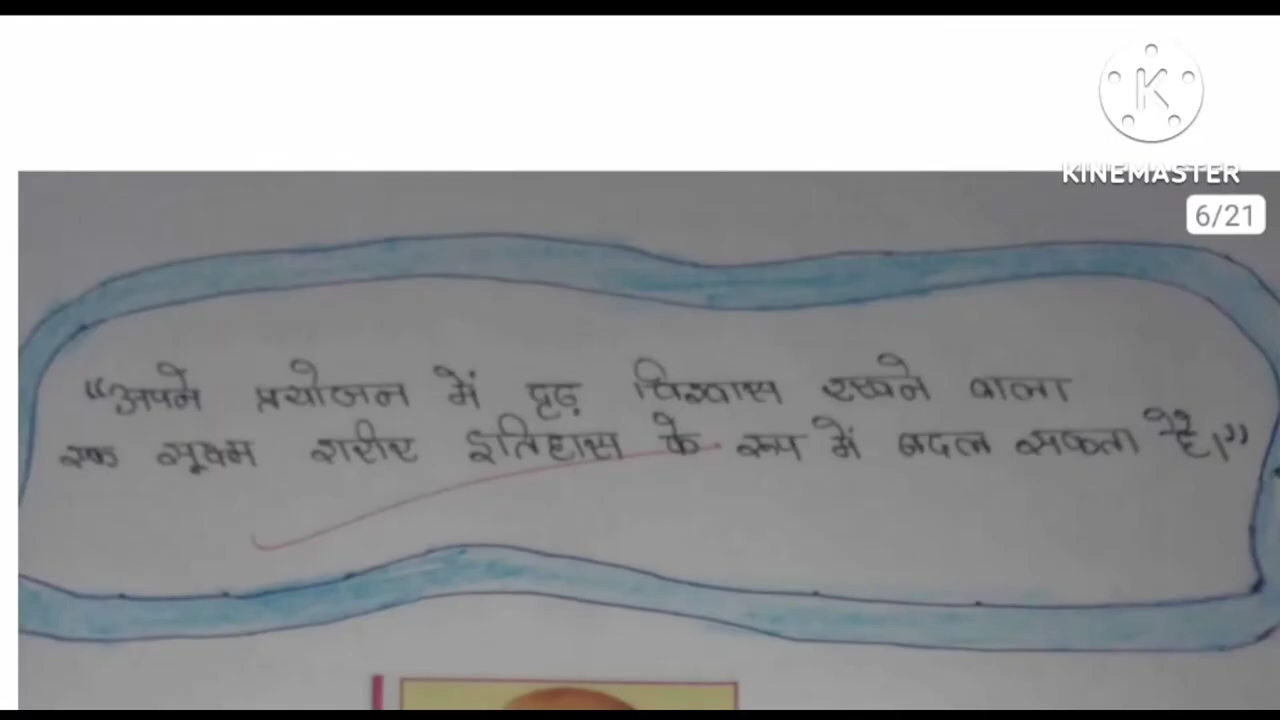 KINEMASTER
6/21
“अपने प्रयोजन में दृढ़ विश्वास रखने वाला
एक सूक्ष्म शरीर इतिहास के रूप में बदल सकता है।”